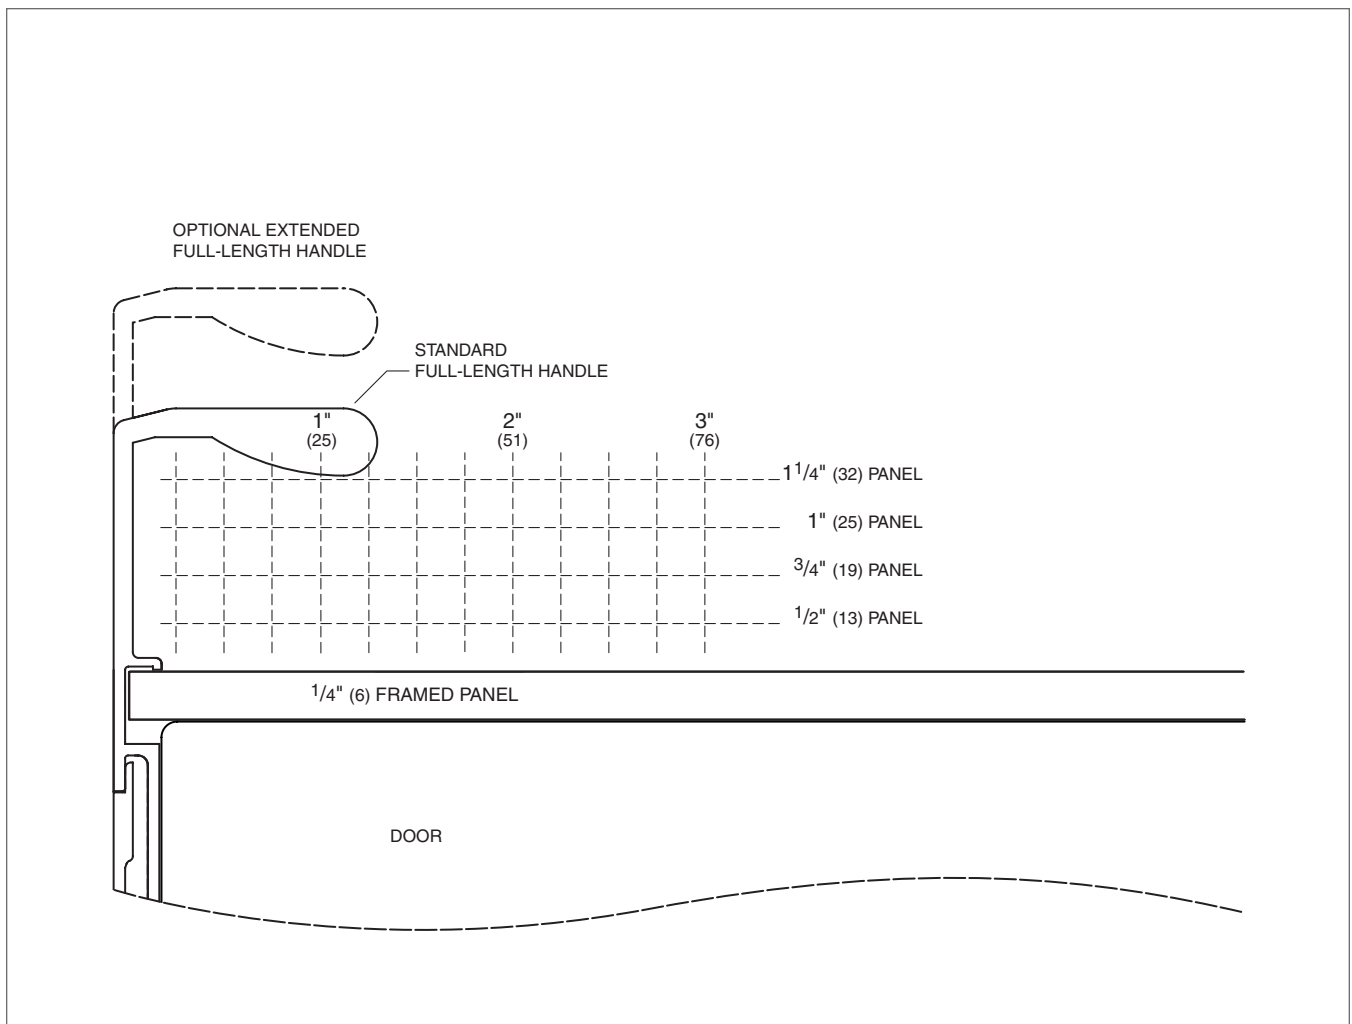 OPTIONAL EXTENDED
FULL-LENGTH HANDLE
STANDARD
FULL-LENGTH HANDLE
1" 2" 3"
(25) (51) (76)
1 1/4" (32) PANEL
1" (25) PANEL
3/4" (19) PANEL
1/2" (13) PANEL
1/4" (6) FRAMED PANEL
DOOR